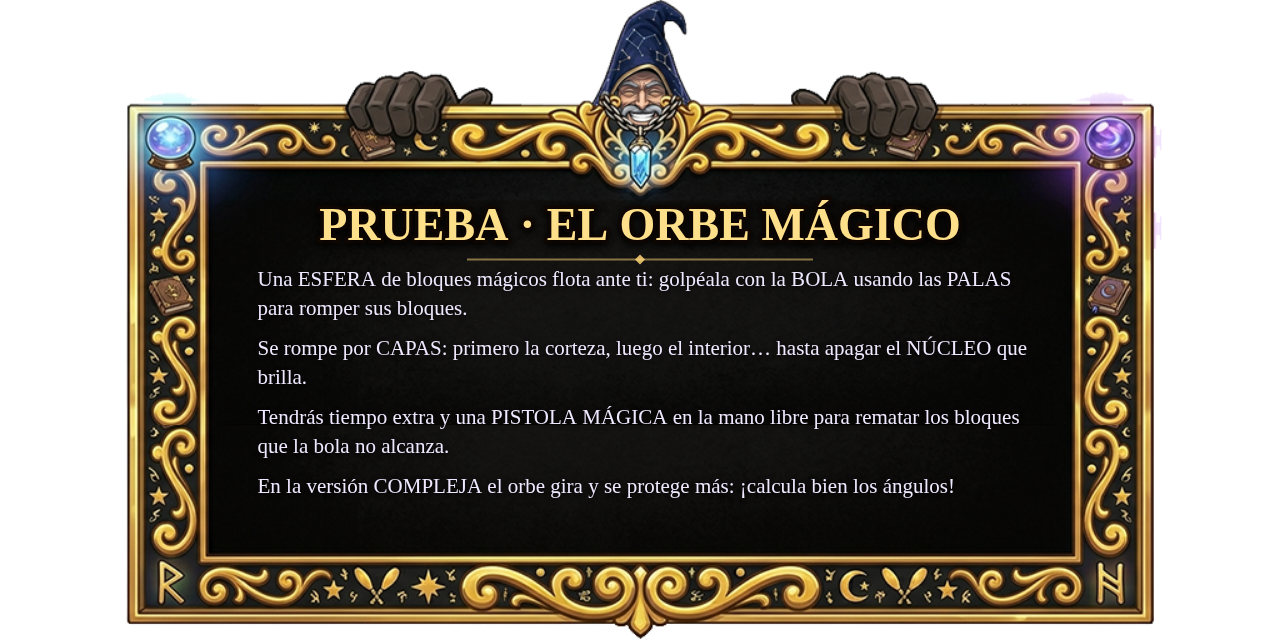 PRUEBA · EL ORBE MÁGICO
Una ESFERA de bloques mágicos flota ante ti: golpéala con la BOLA usando las PALAS
para romper sus bloques.
Se rompe por CAPAS: primero la corteza, luego el interior… hasta apagar el NÚCLEO que
brilla.
Tendrás tiempo extra y una PISTOLA MÁGICA en la mano libre para rematar los bloques
que la bola no alcanza.
En la versión COMPLEJA el orbe gira y se protege más: ¡calcula bien los ángulos!